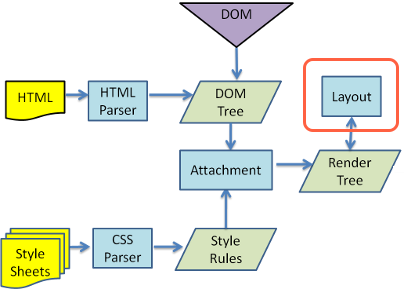 DOM
HTML
HTML
Parser
DOM
Tree
Layout
Attachment
Render
Tree
Style
Sheets
CSS
Parser
Style
Rules